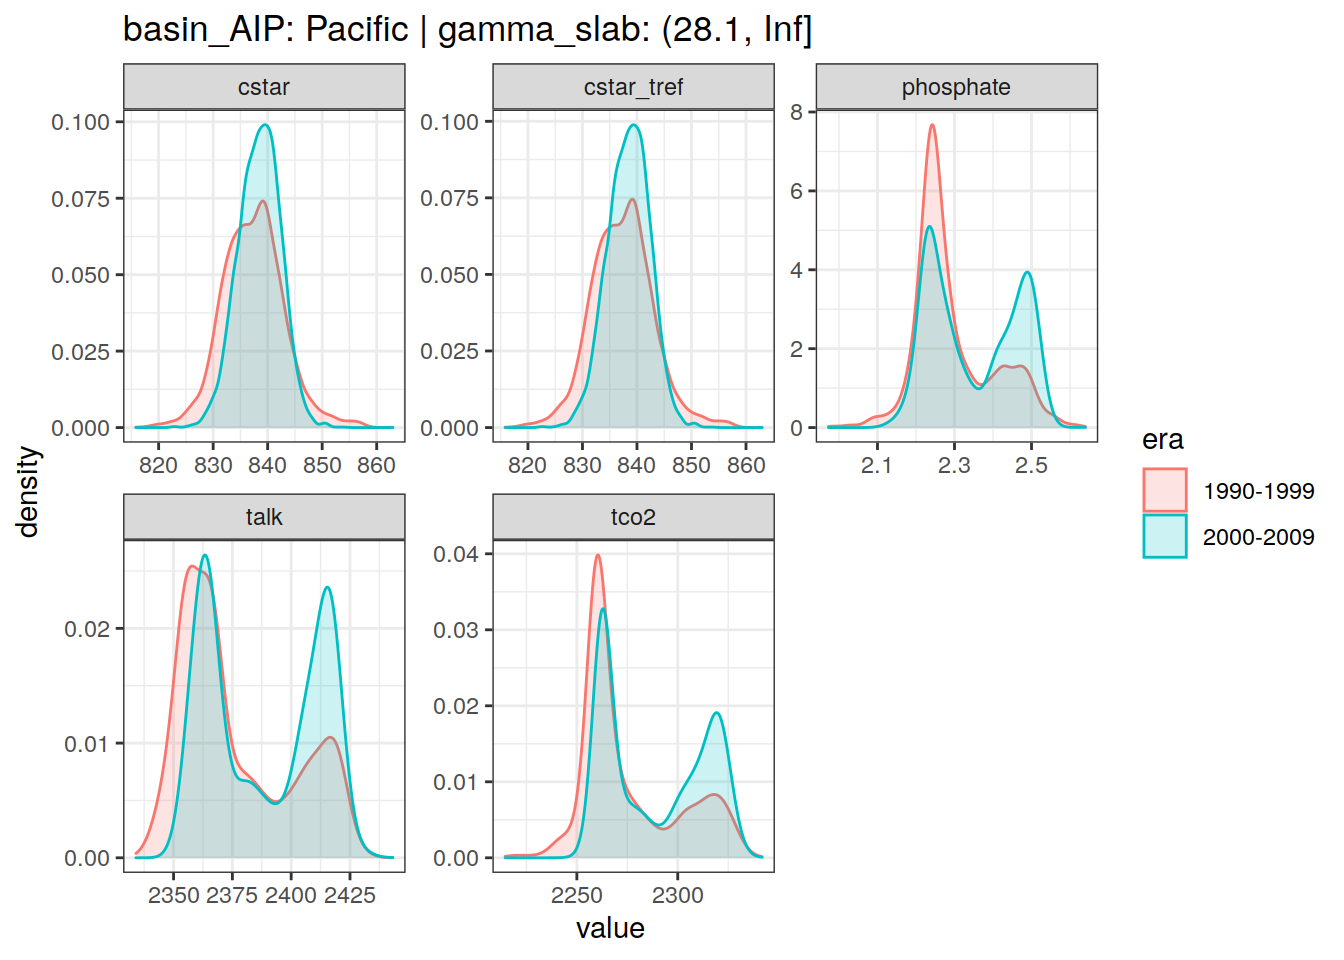 basin_AIP: Pacific | gamma_slab: (28.1, Inf]
cstar
cstar_tref
phosphate
0.100
0.075
0.050
0.025
0.000
820 830 840 850 860
0.100
0.075
0.050
0.025
0.000
820 830 840 850 860
8
6
4
2
0
2.1 2.3 2.5
talk
tco2
0.02
0.01
0.00
2350 2375 2400 2425
0.04
0.03
0.02
0.01
0.00
2250 2300
density
value
era
1990-1999
2000-2009